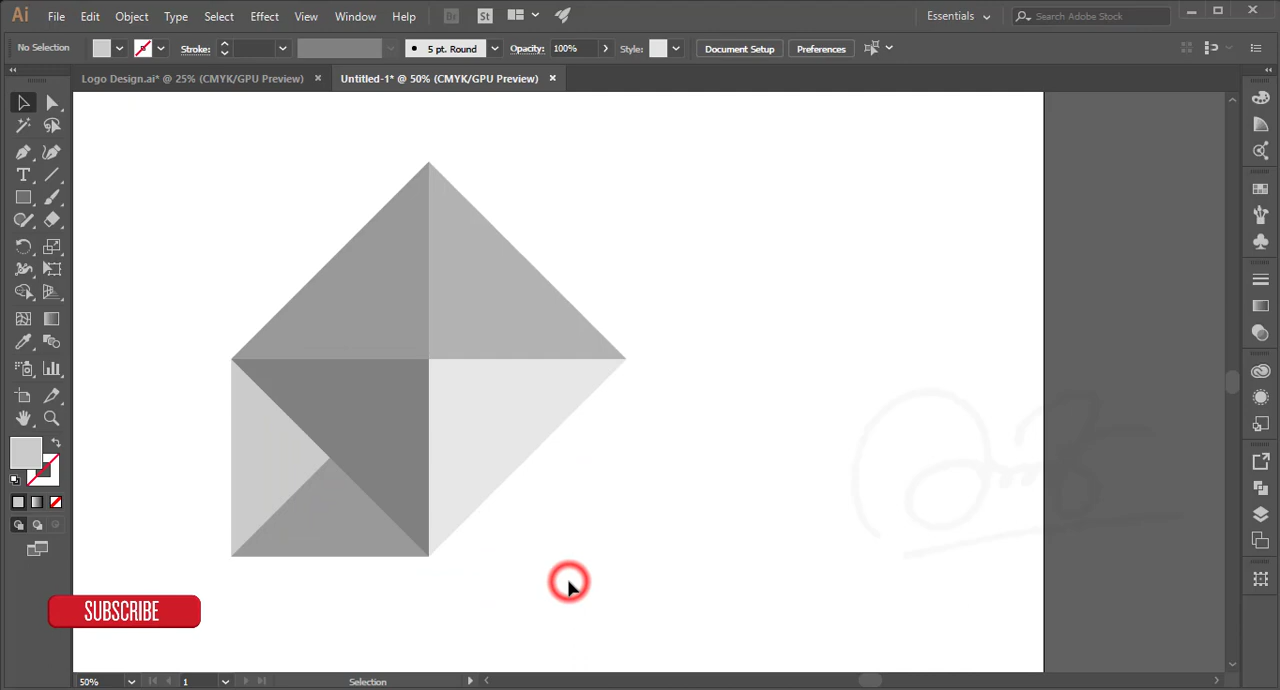 Ai File Edit Object Type Select Effect View Window Help Br St Essentials Search Adobe Stock
No Selection Stroke: 5 pt. Round Opacity: 100% Style: Document Setup Preferences
Logo Design.ai* @ 25% (CMYK/GPU Preview) Untitled-1* @ 50% (CMYK/GPU Preview)
SUBSCRIBE
50% 1 Selection